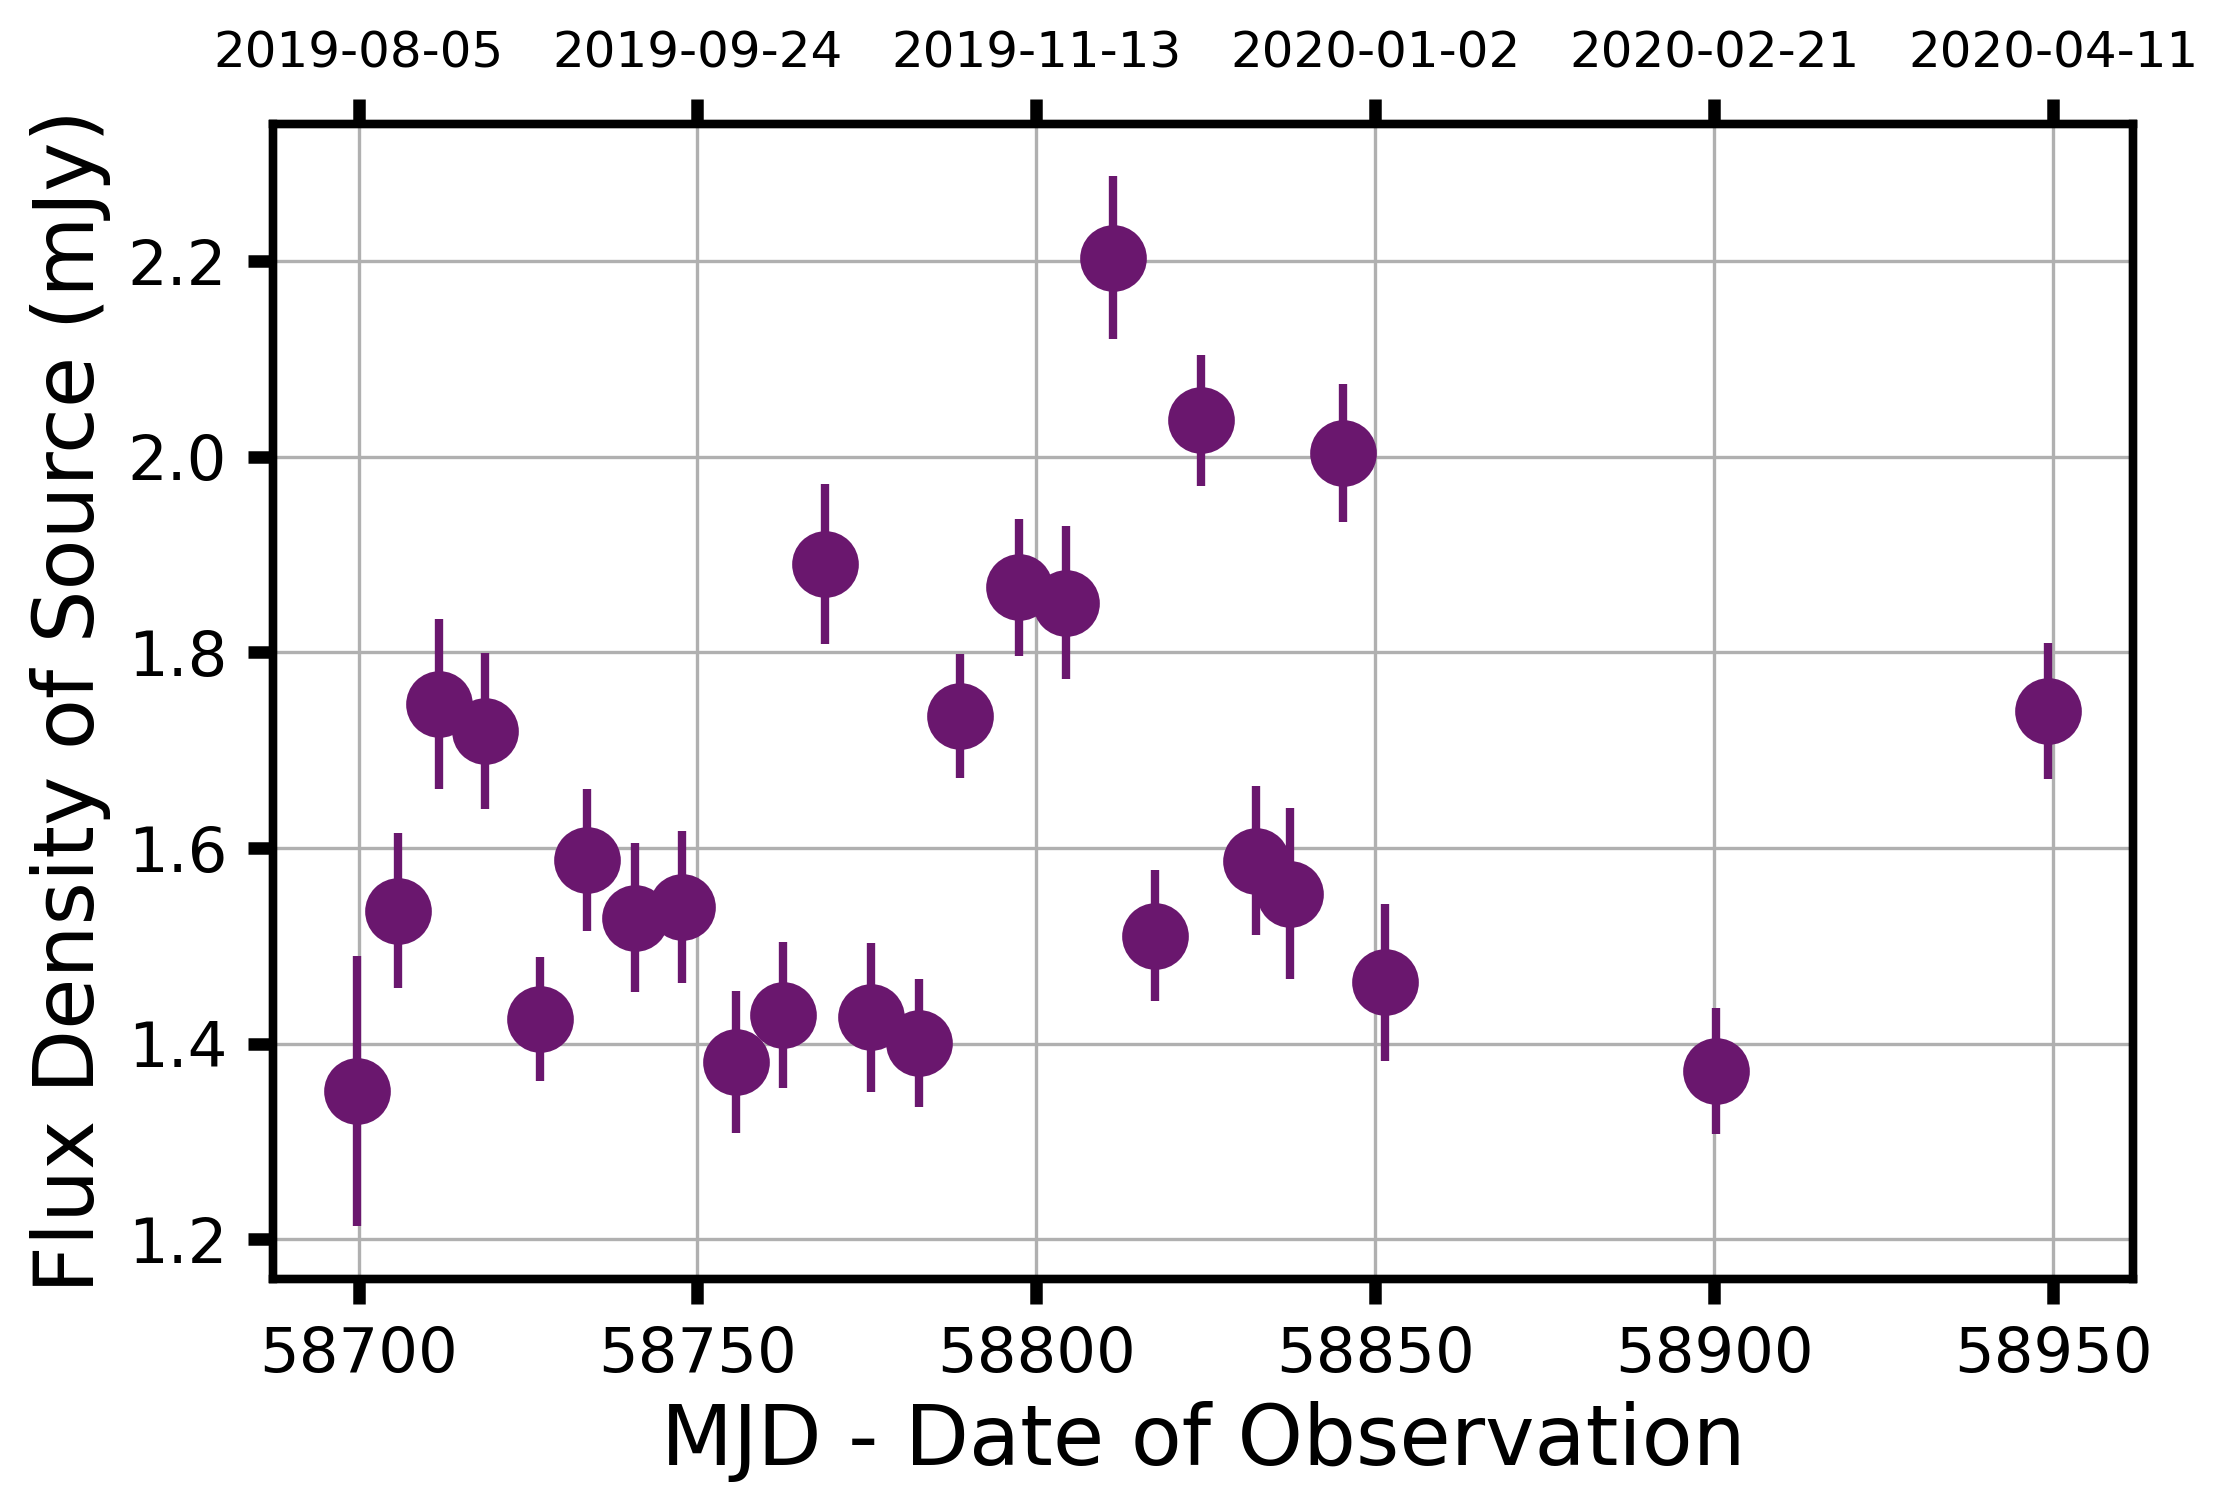 2019-08-05 2019-09-24 2019-11-13 2020-01-02 2020-02-21 2020-04-11
Flux Density of Source (mJy)
2.2
2.0
1.8
1.6
1.4
1.2
58700 58750 58800 58850 58900 58950
MJD - Date of Observation